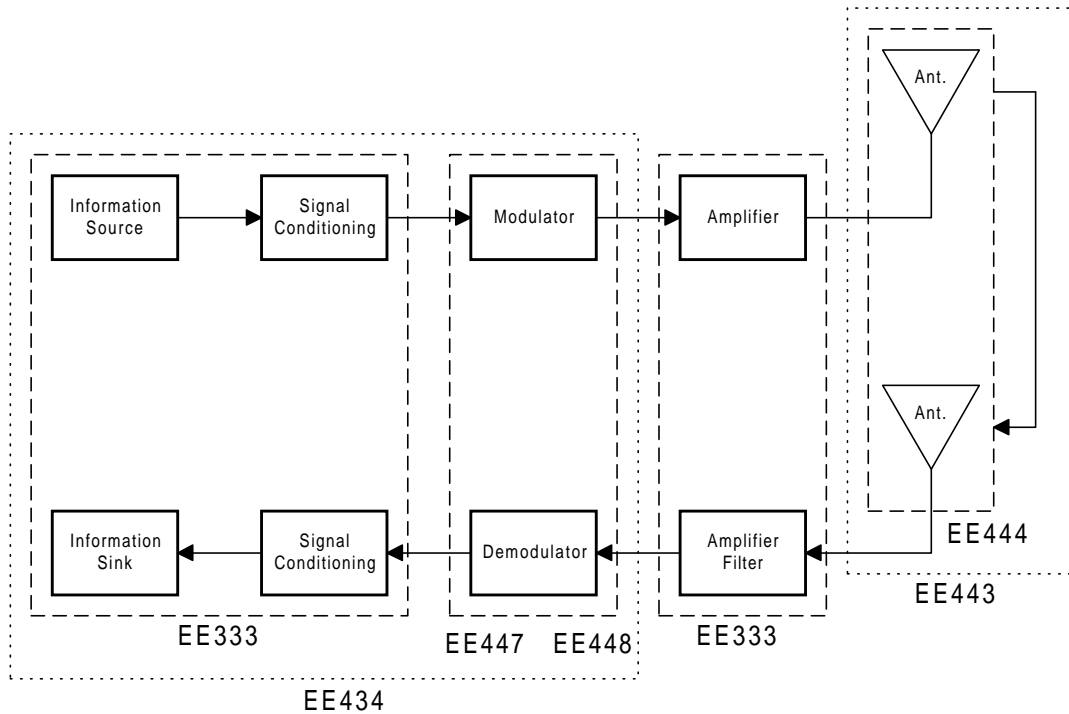 Ant.
Information
Source
Signal
Conditioning
Modulator
Amplifier
Ant.
Information
Sink
Signal
Conditioning
Demodulator
Amplifier
Filter
EE444
EE443
EE333
EE447
EE448
EE333
EE434